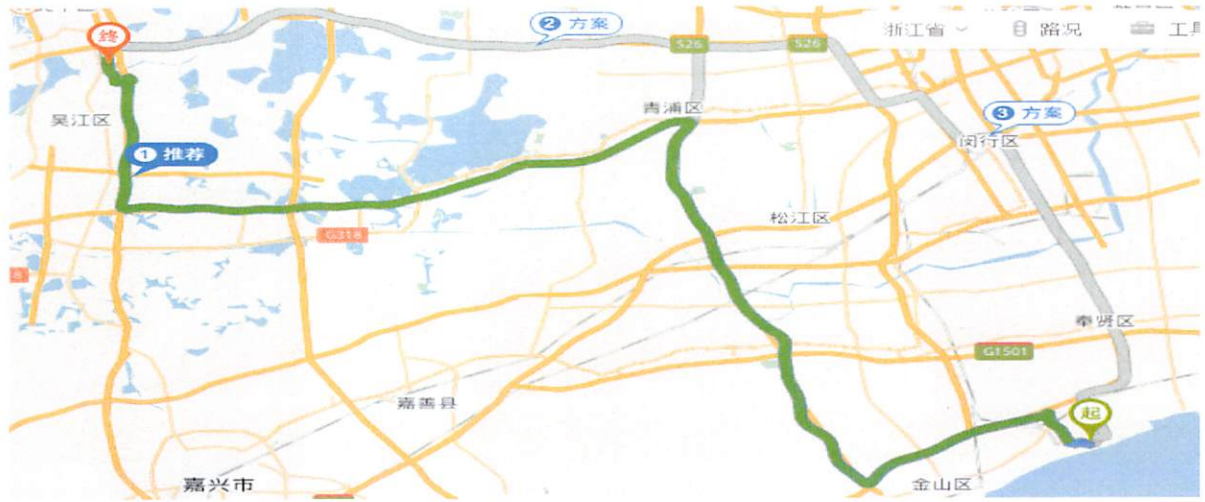 2 方案
浙江省
路况
工具
终
S26
S26
青浦区
3 方案
吴江区
闵行区
1 推荐
松江区
G318
8
奉贤区
G1501
嘉善县
起
嘉兴市
金山区